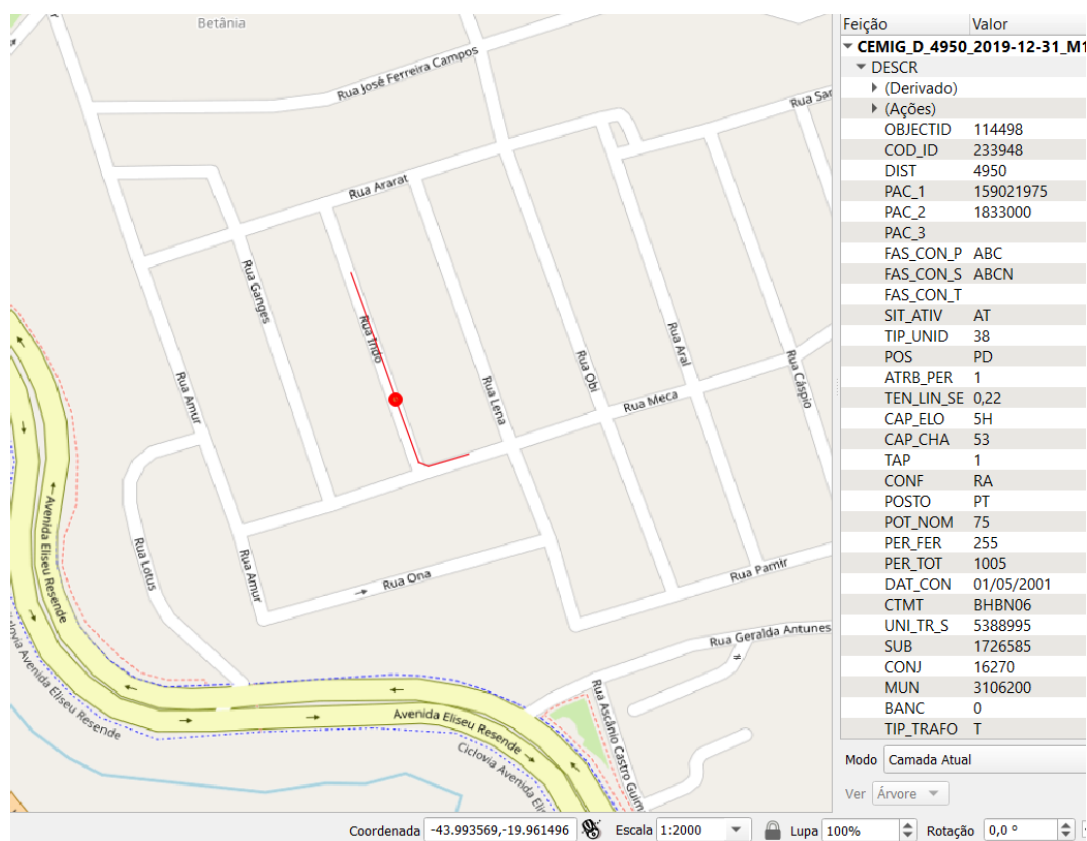 Betânia
Rua José Ferreira Campos
Rua Sar
Rua Ararat
Rua Ganges
Rua Indo
Rua Amur
Rua Lena
Rua Obi
Rua Aral
Rua Cáspio
Rua Meca
Avenida Eliseu Resende
Rua Lotus
Rua Amur
Rua Ona
Rua Pamir
Rua Geralda Antunes
Ciclovia Avenida Eliseu Resende
Avenida Eliseu Resende
Rua Ascânio Castro Guim
Ciclovia Avenida Eli
Feição Valor
CEMIG_D_4950_2019-12-31_M1
DESCR
(Derivado)
(Ações)
OBJECTID 114498
COD_ID 233948
DIST 4950
PAC_1 159021975
PAC_2 1833000
PAC_3
FAS_CON_P ABC
FAS_CON_S ABCN
FAS_CON_T
SIT_ATIV AT
TIP_UNID 38
POS PD
ATRB_PER 1
TEN_LIN_SE 0,22
CAP_ELO 5H
CAP_CHA 53
TAP 1
CONF RA
POSTO PT
POT_NOM 75
PER_FER 255
PER_TOT 1005
DAT_CON 01/05/2001
CTMT BHBN06
UNI_TR_S 5388995
SUB 1726585
CONJ 16270
MUN 3106200
BANC 0
TIP_TRAFO T
Modo Camada Atual
Ver Árvore
Coordenada -43.993569,-19.961496 Escala 1:2000 Lupa 100% Rotação 0,0 °